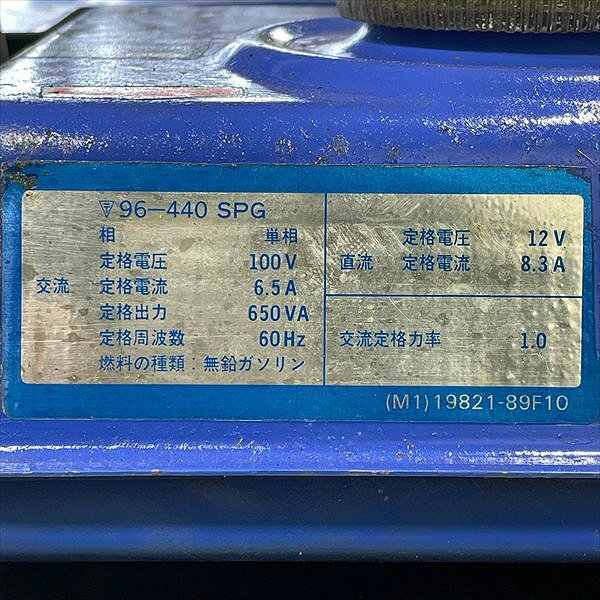 〒96-440 SPG
相 単相
定格電圧 100V
交流 定格電流 6.5A
定格出力 650VA
定格周波数 60Hz
燃料の種類：無鉛ガソリン
定格電圧 12V
直流 定格電流 8.3A
交流定格力率 1.0
(M1)19821-89F10